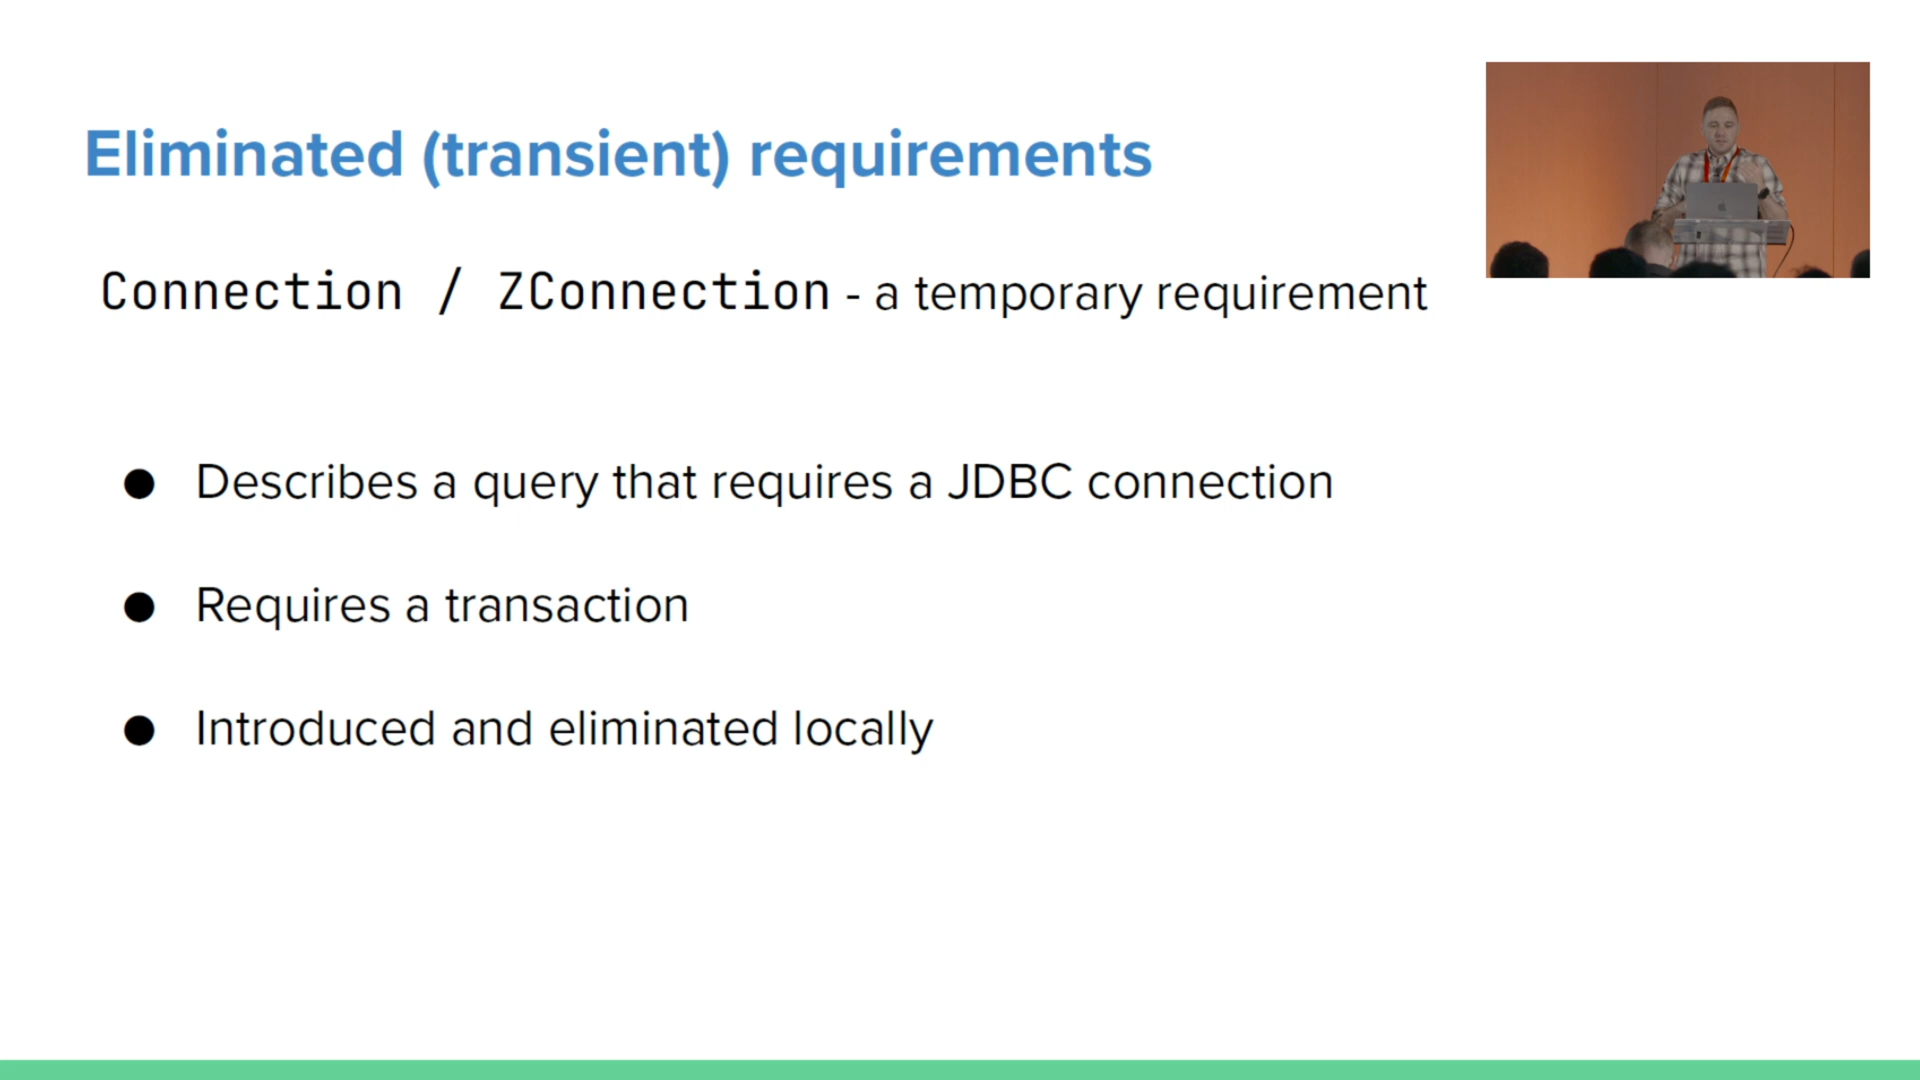 Eliminated (transient) requirements
Connection / ZConnection - a temporary requirement
● Describes a query that requires a JDBC connection
● Requires a transaction
● Introduced and eliminated locally